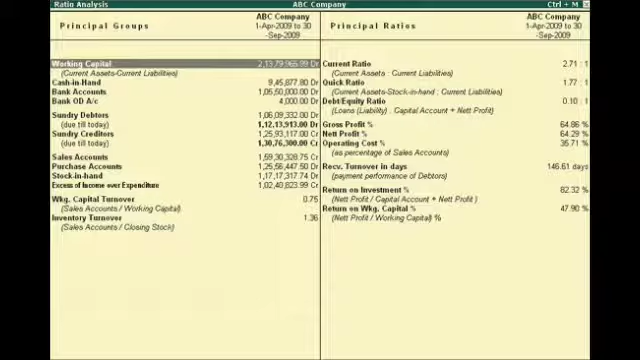 Ratio Analysis
ABC Company
Ctrl + M
Principal Groups
ABC Company
1-Apr-2009 to 30
-Sep-2009
Working Capital 2,13,79,965.99 Dr
(Current Assets-Current Liabilities)
Cash-in-Hand 9,45,877.80 Dr
Bank Accounts 1,05,50,000.00 Dr
Bank OD A/c 4,000.00 Dr
Sundry Debtors 1,06,09,332.00 Dr
(due till today) 1,12,13,913.00 Dr
Sundry Creditors 1,25,93,117.00 Cr
(due till today) 1,30,76,300.00 Cr
Sales Accounts 1,59,30,328.75 Cr
Purchase Accounts 1,25,56,447.50 Dr
Stock-in-hand 1,17,17,317.74 Dr
Excess of Income over Expenditure 1,02,40,823.99 Cr
Wkg. Capital Turnover 0.75
(Sales Accounts / Working Capital)
Inventory Turnover 1.36
(Sales Accounts / Closing Stock)
Principal Ratios
ABC Company
1-Apr-2009 to 30
-Sep-2009
Current Ratio 2.71 : 1
(Current Assets : Current Liabilities)
Quick Ratio 1.77 : 1
(Current Assets-Stock-in-hand : Current Liabilities)
Debt/Equity Ratio 0.10 : 1
(Loans (Liability) : Capital Account + Nett Profit)
Gross Profit % 64.86 %
Nett Profit % 64.29 %
Operating Cost % 35.71 %
(as percentage of Sales Accounts)
Recv. Turnover in days 146.61 days
(payment performance of Debtors)
Return on Investment % 82.32 %
(Nett Profit / Capital Account + Nett Profit )
Return on Wkg. Capital % 47.90 %
(Nett Profit / Working Capital) %